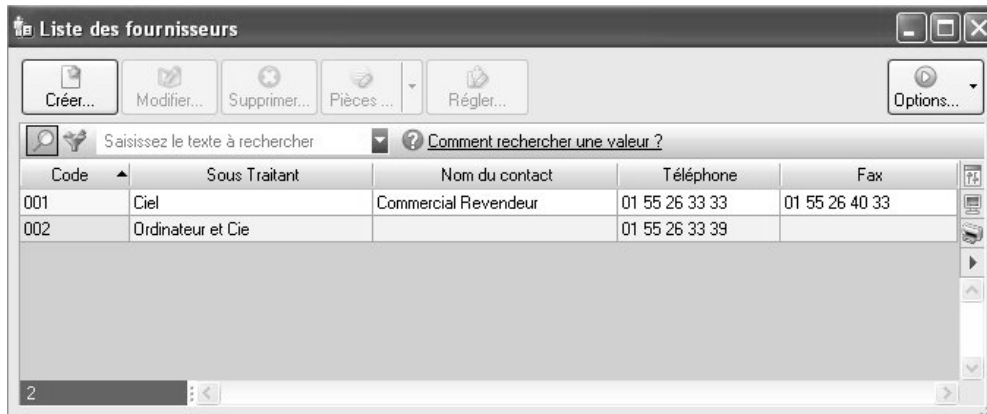 Liste des fournisseurs
Créer... Modifier... Supprimer... Pièces ... Régler... Options...
Saisissez le texte à rechercher Comment rechercher une valeur ?
Code Sous Traitant Nom du contact Téléphone Fax
001 Ciel Commercial Revendeur 01 55 26 33 33 01 55 26 40 33
002 Ordinateur et Cie 01 55 26 33 39
2